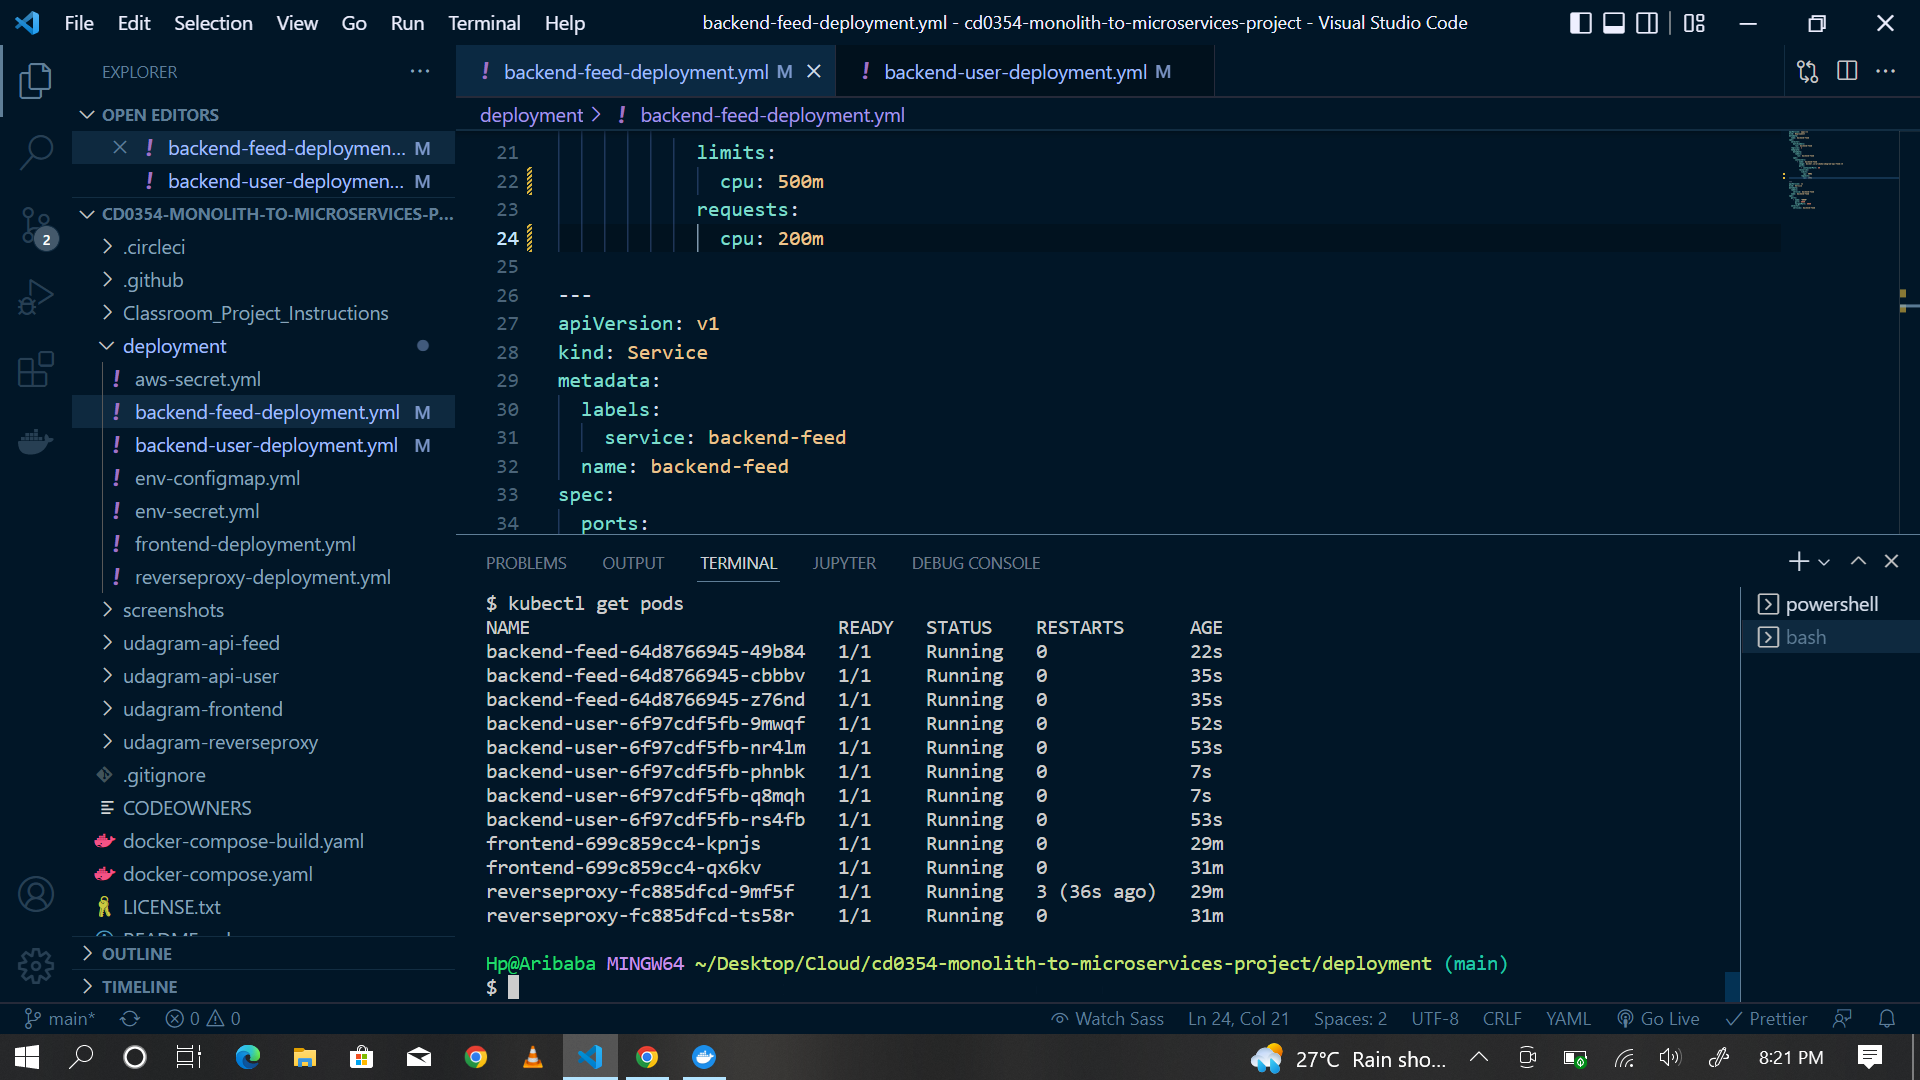 File Edit Selection View Go Run Terminal Help
backend-feed-deployment.yml - cd0354-monolith-to-microservices-project - Visual Studio Code
EXPLORER
OPEN EDITORS
! backend-feed-deploymen... M
! backend-user-deploymen... M
CD0354-MONOLITH-TO-MICROSERVICES-P...
.circleci
.github
Classroom_Project_Instructions
deployment
! aws-secret.yml
! backend-feed-deployment.yml M
! backend-user-deployment.yml M
! env-configmap.yml
! env-secret.yml
! frontend-deployment.yml
! reverseproxy-deployment.yml
screenshots
udagram-api-feed
udagram-api-user
udagram-frontend
udagram-reverseproxy
.gitignore
CODEOWNERS
docker-compose-build.yaml
docker-compose.yaml
LICENSE.txt
OUTLINE
TIMELINE
2
! backend-feed-deployment.yml M
! backend-user-deployment.yml M
deployment > ! backend-feed-deployment.yml
21 limits:
22 cpu: 500m
23 requests:
24 cpu: 200m
25
26 ---
27 apiVersion: v1
28 kind: Service
29 metadata:
30 labels:
31 service: backend-feed
32 name: backend-feed
33 spec:
34 ports:
PROBLEMS OUTPUT TERMINAL JUPYTER DEBUG CONSOLE
$ kubectl get pods
NAME READY STATUS RESTARTS AGE
backend-feed-64d8766945-49b84 1/1 Running 0 22s
backend-feed-64d8766945-cbbbv 1/1 Running 0 35s
backend-feed-64d8766945-z76nd 1/1 Running 0 35s
backend-user-6f97cdf5fb-9mwqf 1/1 Running 0 52s
backend-user-6f97cdf5fb-nr4lm 1/1 Running 0 53s
backend-user-6f97cdf5fb-phnbk 1/1 Running 0 7s
backend-user-6f97cdf5fb-q8mqh 1/1 Running 0 7s
backend-user-6f97cdf5fb-rs4fb 1/1 Running 0 53s
frontend-699c859cc4-kpnjs 1/1 Running 0 29m
frontend-699c859cc4-qx6kv 1/1 Running 0 31m
reverseproxy-fc885dfcd-9mf5f 1/1 Running 3 (36s ago) 29m
reverseproxy-fc885dfcd-ts58r 1/1 Running 0 31m
Hp@Aribaba MINGW64 ~/Desktop/Cloud/cd0354-monolith-to-microservices-project/deployment (main)
$
powershell
bash
main* 0 0 Watch Sass Ln 24, Col 21 Spaces: 2 UTF-8 CRLF YAML Go Live Prettier
27°C Rain sho... 8:21 PM